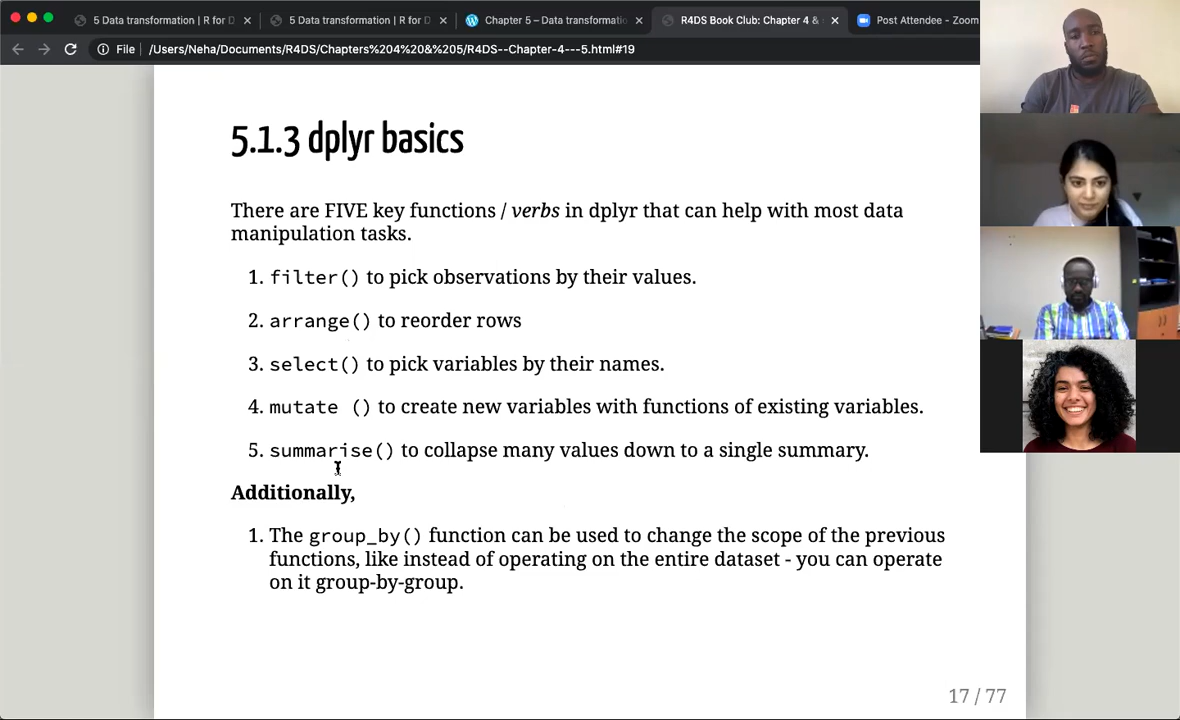 5 Data transformation | R for D
5 Data transformation | R for D
Chapter 5 – Data transformatio
R4DS Book Club: Chapter 4 &
Post Attendee - Zoom
File | /Users/Neha/Documents/R4DS/Chapters%204%20&%205/R4DS--Chapter-4---5.html#19
5.1.3 dplyr basics
There are FIVE key functions / verbs in dplyr that can help with most data
manipulation tasks.
1. filter() to pick observations by their values.
2. arrange() to reorder rows
3. select() to pick variables by their names.
4. mutate () to create new variables with functions of existing variables.
5. summarise() to collapse many values down to a single summary.
Additionally,
1. The group_by() function can be used to change the scope of the previous
functions, like instead of operating on the entire dataset - you can operate
on it group-by-group.
17 / 77